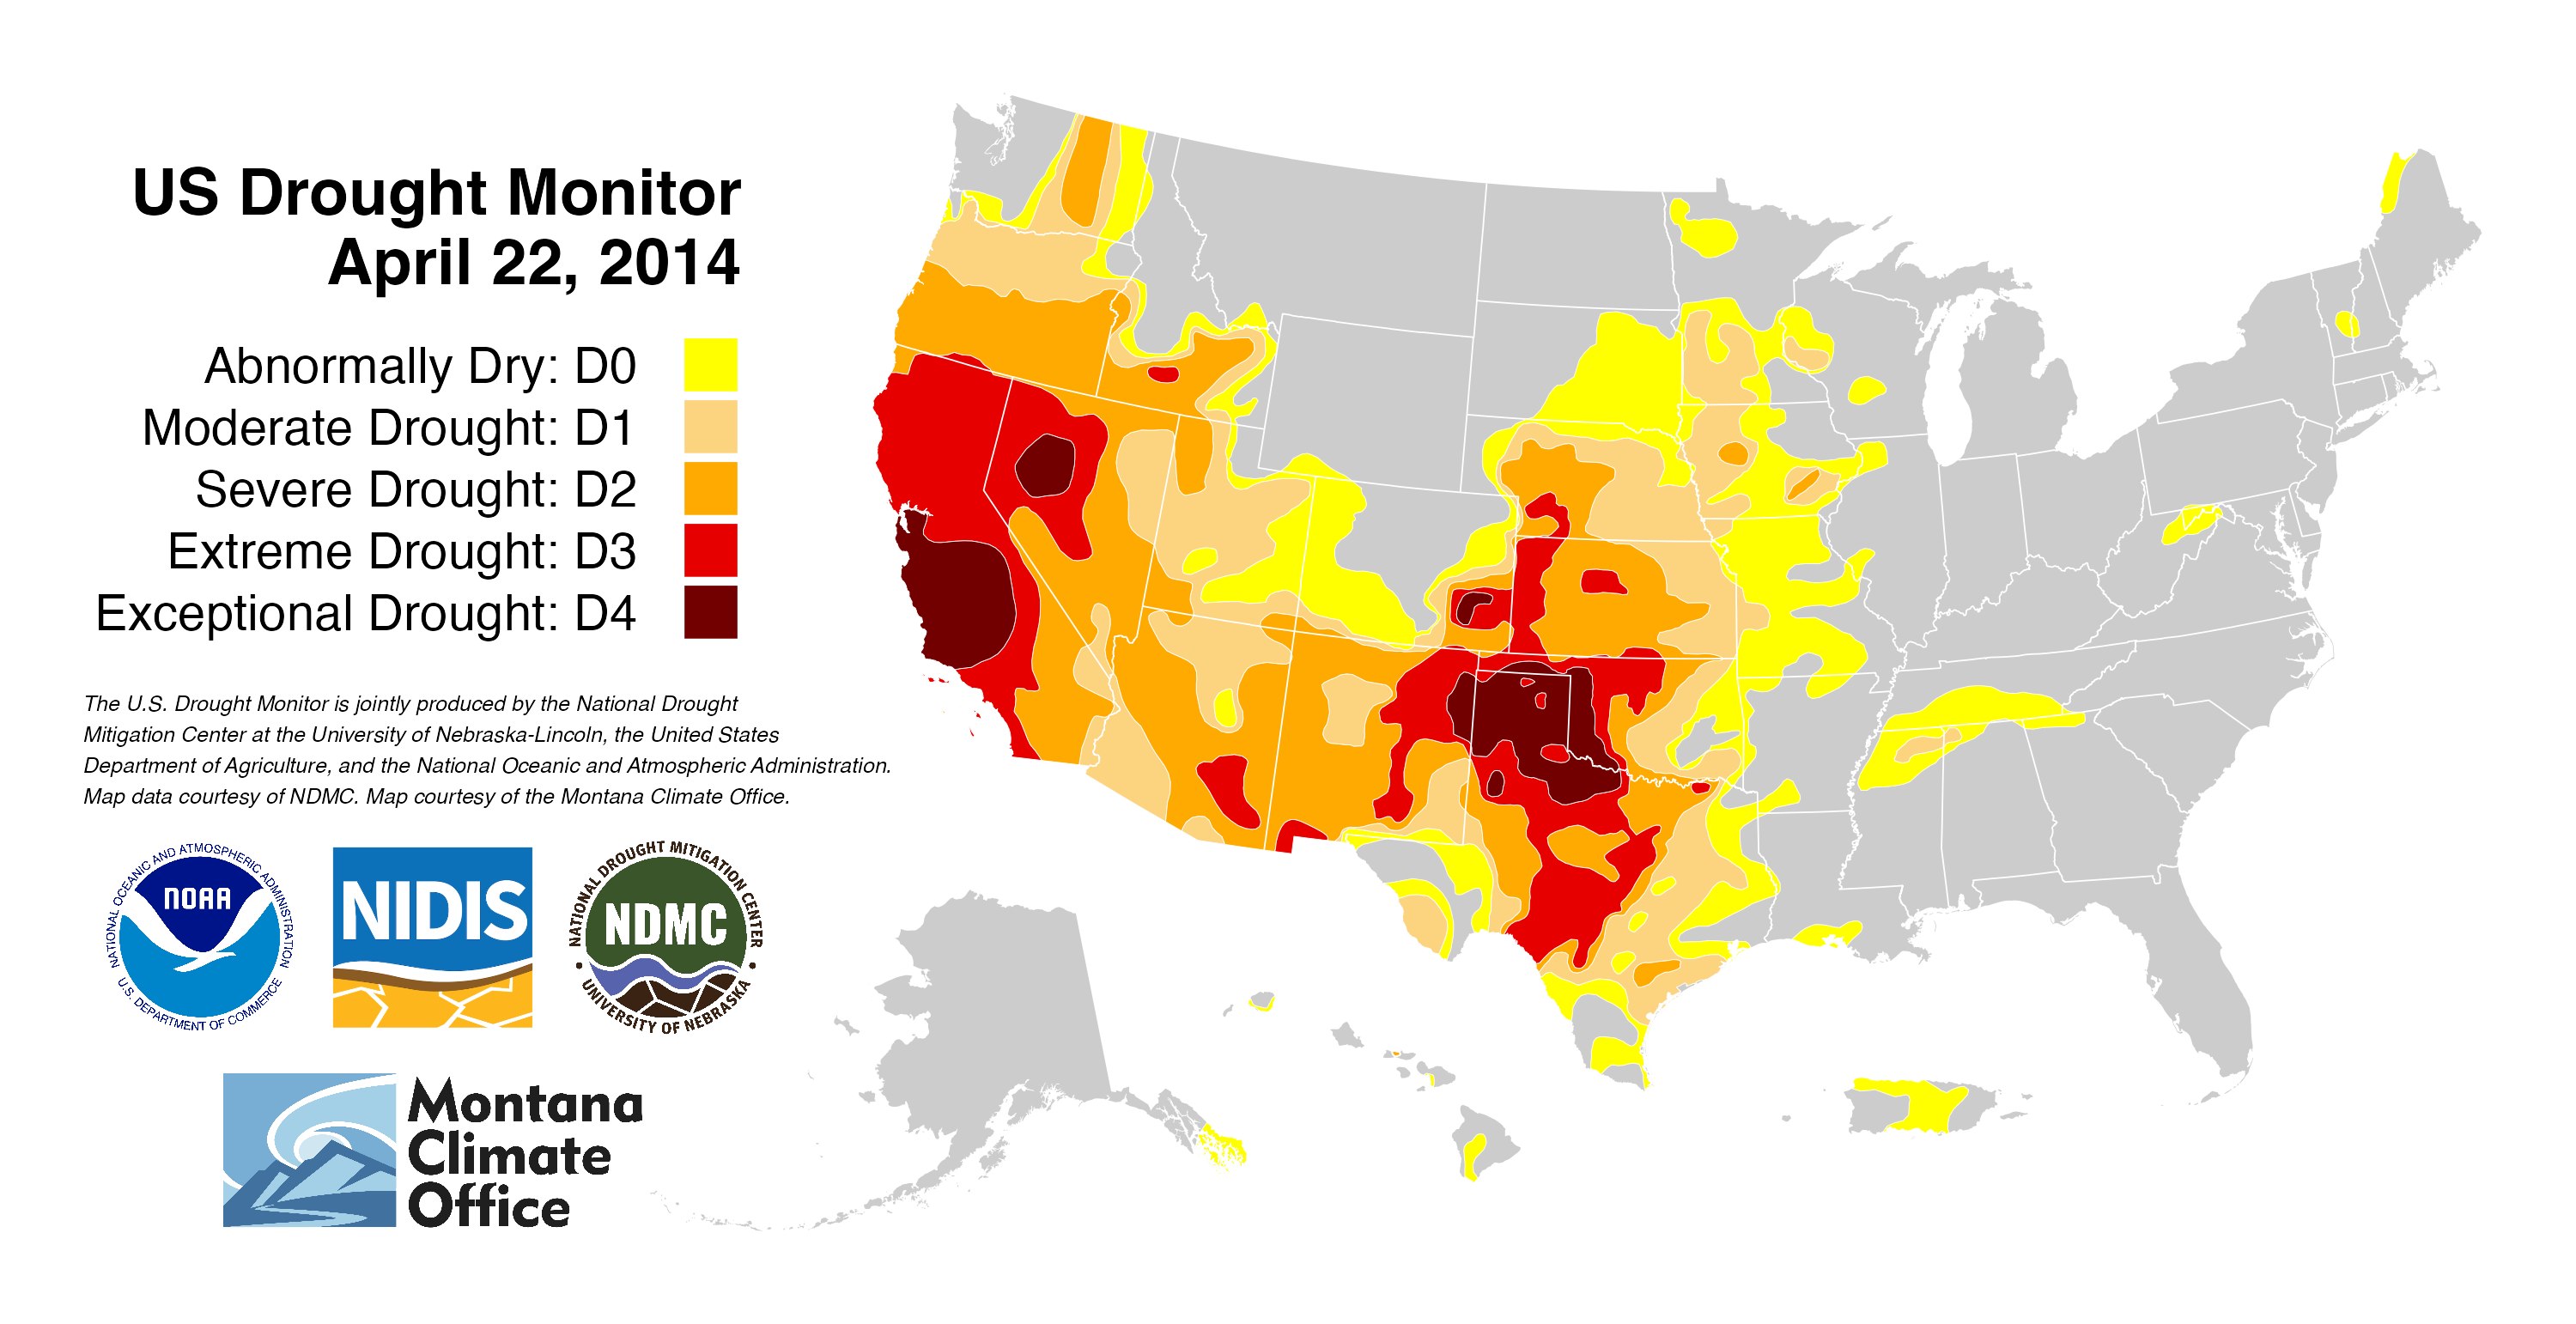 US Drought Monitor
April 22, 2014
Abnormally Dry: D0
Moderate Drought: D1
Severe Drought: D2
Extreme Drought: D3
Exceptional Drought: D4
The U.S. Drought Monitor is jointly produced by the National Drought
Mitigation Center at the University of Nebraska-Lincoln, the United States
Department of Agriculture, and the National Oceanic and Atmospheric Administration.
Map data courtesy of NDMC. Map courtesy of the Montana Climate Office.
NATIONAL OCEANIC AND ATMOSPHERIC ADMINISTRATION
NOAA
U.S. DEPARTMENT OF COMMERCE
NIDIS
NATIONAL DROUGHT MITIGATION CENTER
NDMC
UNIVERSITY OF NEBRASKA
Montana
Climate
Office